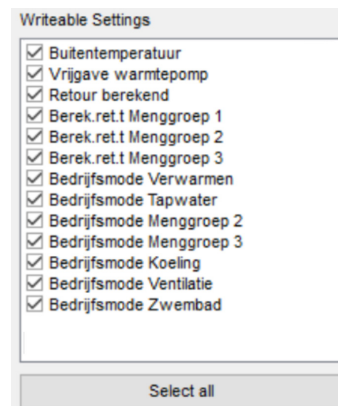 Writeable Settings
Buitentemperatuur
Vrijgave warmtepomp
Retour berekend
Berek.ret.t Menggroep 1
Berek.ret.t Menggroep 2
Berek.ret.t Menggroep 3
Bedrijfsmode Verwarmen
Bedrijfsmode Tapwater
Bedrijfsmode Menggroep 2
Bedrijfsmode Menggroep 3
Bedrijfsmode Koeling
Bedrijfsmode Ventilatie
Bedrijfsmode Zwembad
Select all